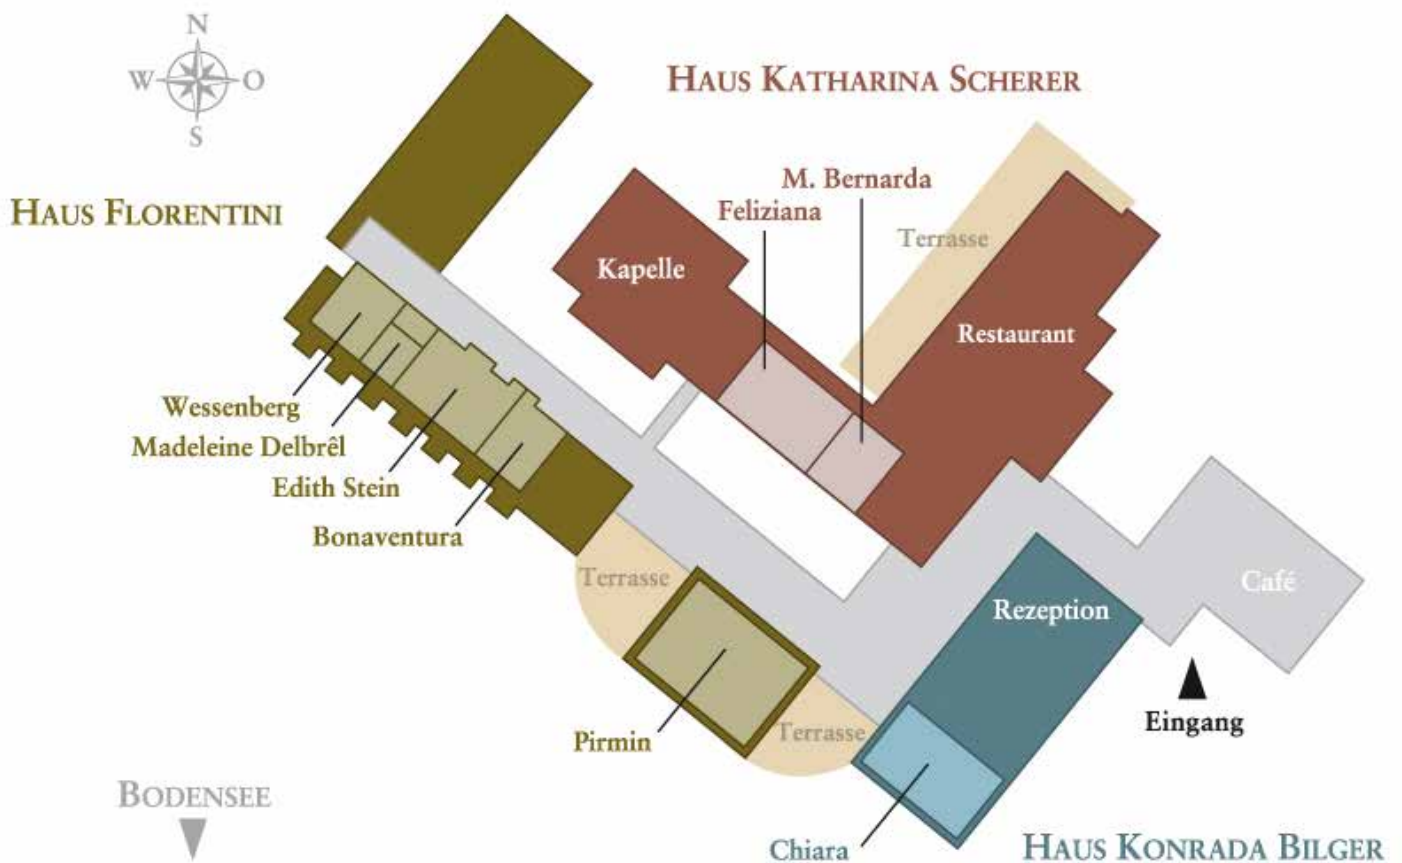 N
W
O
S
HAUS KATHARINA SCHERER
HAUS FLORENTINI
M. Bernarda
Feliziana
Terrasse
Kapelle
Restaurant
Wessenberg
Madeleine Delbrêl
Edith Stein
Bonaventura
Terrasse
Café
Rezeption
Eingang
Pirmin
Terrasse
BODENSEE
Chiara
HAUS KONRADA BILGER